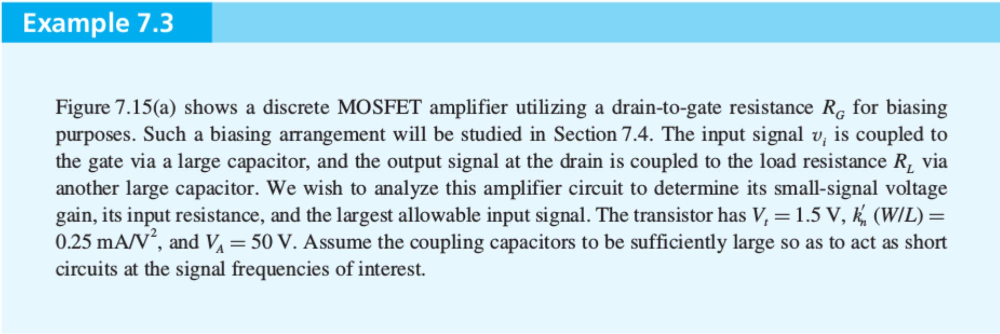 Example 7.3
Figure 7.15(a) shows a discrete MOSFET amplifier utilizing a drain-to-gate resistance R_G for biasing
purposes. Such a biasing arrangement will be studied in Section 7.4. The input signal v_i is coupled to
the gate via a large capacitor, and the output signal at the drain is coupled to the load resistance R_L via
another large capacitor. We wish to analyze this amplifier circuit to determine its small-signal voltage
gain, its input resistance, and the largest allowable input signal. The transistor has V_t = 1.5 V, k′_n (W/L) =
0.25 mA/V², and V_A = 50 V. Assume the coupling capacitors to be sufficiently large so as to act as short
circuits at the signal frequencies of interest.